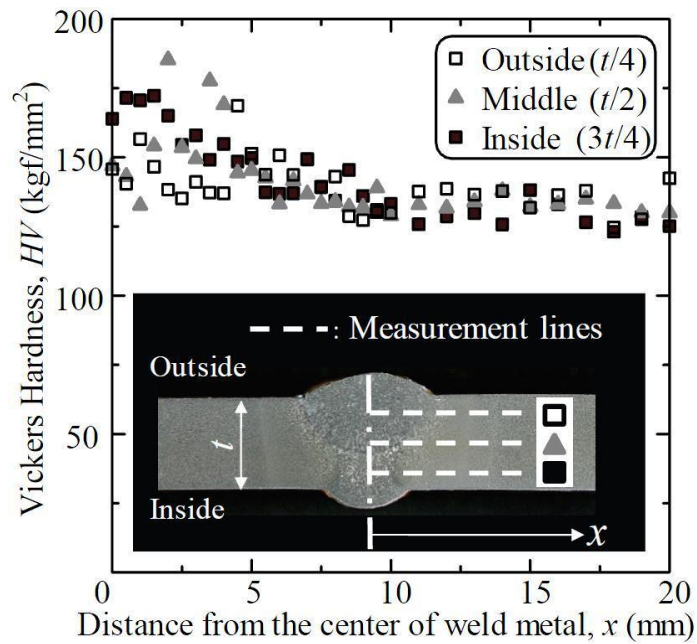 200
150
100
50
0
Vickers Hardness, HV (kgf/mm²)
Outside (t/4)
Middle (t/2)
Inside (3t/4)
: Measurement lines
Outside
t
Inside
x
0 5 10 15 20
Distance from the center of weld metal, x (mm)